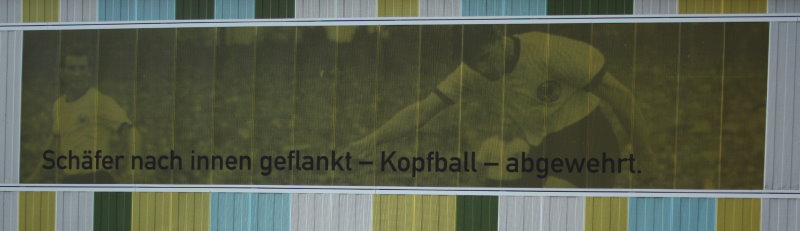 Schäfer nach innen geflankt – Kopfball – abgewehrt.